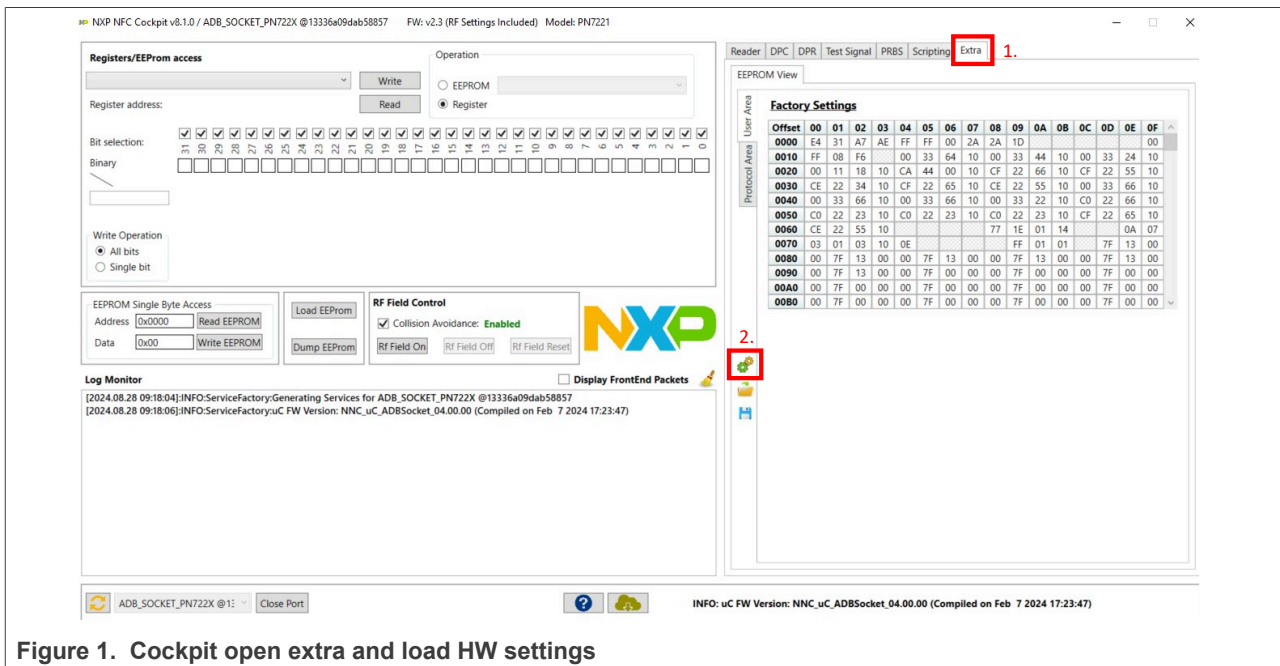 NXP NFC Cockpit v8.1.0 / ADB_SOCKET_PN722X @13336a09dab58857 FW: v2.3 (RF Settings Included) Model: PN7221
Registers/EEProm access
Operation
Write
EEPROM
Register address:
Read
Register
Bit selection:
31 30 29 28 27 26 25 24 23 22 21 20 19 18 17 16 15 14 13 12 11 10 9 8 7 6 5 4 3 2 1 0
Binary
Write Operation
All bits
Single bit
EEPROM Single Byte Access
Address 0x0000 Read EEPROM
Data 0x00 Write EEPROM
Load EEProm
Dump EEProm
RF Field Control
Collision Avoidance: Enabled
Rf Field On Rf Field Off Rf Field Reset
NXP
Log Monitor
Display FrontEnd Packets
[2024.08.28 09:18:04]:INFO:ServiceFactory:Generating Services for ADB_SOCKET_PN722X @13336a09dab58857
[2024.08.28 09:18:06]:INFO:ServiceFactory:uC FW Version: NNC_uC_ADBSocket_04.00.00 (Compiled on Feb 7 2024 17:23:47)
Reader DPC DPR Test Signal PRBS Scripting Extra 1.
EEPROM View
User Area
Protocol Area
Factory Settings
Offset 00 01 02 03 04 05 06 07 08 09 0A 0B 0C 0D 0E 0F
0000 E4 31 A7 AE FF FF 00 2A 2A 1D 00
0010 FF 08 F6 00 33 64 10 00 33 44 10 00 33 24 10
0020 00 11 18 10 CA 44 00 10 CF 22 66 10 CF 22 55 10
0030 CE 22 34 10 CF 22 65 10 CE 22 55 10 00 33 66 10
0040 00 33 66 10 00 33 66 10 00 33 22 10 C0 22 66 10
0050 C0 22 23 10 C0 22 23 10 C0 22 23 10 CF 22 65 10
0060 CE 22 55 10 77 1E 01 14 0A 07
0070 03 01 03 10 0E FF 01 01 7F 13 00
0080 00 7F 13 00 00 7F 13 00 00 7F 13 00 00 7F 13 00
0090 00 7F 13 00 00 7F 00 00 00 7F 00 00 00 7F 00 00
00A0 00 7F 00 00 00 7F 00 00 00 7F 00 00 00 7F 00 00
00B0 00 7F 00 00 00 7F 00 00 00 7F 00 00 00 7F 00 00
2.
ADB_SOCKET_PN722X @1: Close Port
INFO: uC FW Version: NNC_uC_ADBSocket_04.00.00 (Compiled on Feb 7 2024 17:23:47)
Figure 1. Cockpit open extra and load HW settings